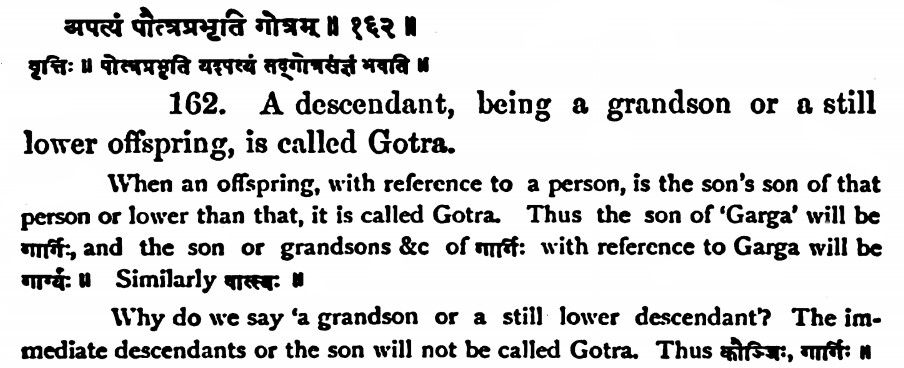 अपत्यं पौत्त्रप्रभृति गोत्रम् ॥ १६२ ॥
वृत्तिः ॥ पोत्त्रप्रभृति यदपत्यं तद्गोत्रसंज्ञं भवति ॥
162. A descendant, being a grandson or a still
lower offspring, is called Gotra.
When an offspring, with reference to a person, is the son's son of that
person or lower than that, it is called Gotra. Thus the son of 'Garga' will be
गार्गिः, and the son or grandsons &c of गार्गिः with reference to Garga will be
गार्ग्यः ॥ Similarly वात्स्यः ॥
Why do we say 'a grandson or a still lower descendant'? The im-
mediate descendants or the son will not be called Gotra. Thus कौञ्जिः, गार्गिः ॥